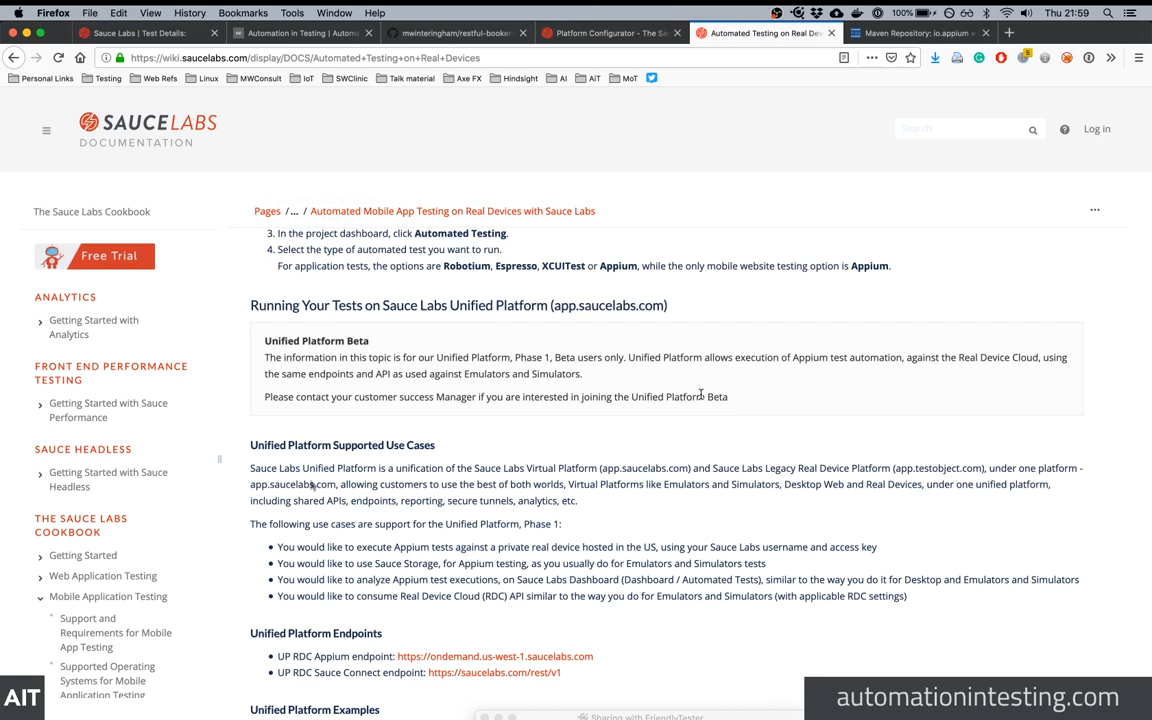 Firefox File Edit View History Bookmarks Tools Window Help 100% Thu 21:59
Sauce Labs | Test Details: Automation in Testing | Automa mwinteringham/restful-booker- Platform Configurator - The Sa Automated Testing on Real Dev Maven Repository: io.appium
https://wiki.saucelabs.com/display/DOCS/Automated+Testing+on+Real+Devices
Personal Links Testing Web Refs Linux MWConsult IoT SWClinic Talk material Axe FX Hindsight AI AiT MoT
SAUCELABS
DOCUMENTATION
Search Log in
The Sauce Labs Cookbook
Pages /... / Automated Mobile App Testing on Real Devices with Sauce Labs
3. In the project dashboard, click Automated Testing.
4. Select the type of automated test you want to run.
For application tests, the options are Robotium, Espresso, XCUITest or Appium, while the only mobile website testing option is Appium.
Free Trial
ANALYTICS
Getting Started with
Analytics
FRONT END PERFORMANCE
TESTING
Getting Started with Sauce
Performance
SAUCE HEADLESS
Getting Started with Sauce
Headless
THE SAUCE LABS
COOKBOOK
Getting Started
Web Application Testing
Mobile Application Testing
Support and
Requirements for Mobile
App Testing
Supported Operating
Systems for Mobile
Application Testing
Running Your Tests on Sauce Labs Unified Platform (app.saucelabs.com)
Unified Platform Beta
The information in this topic is for our Unified Platform, Phase 1, Beta users only. Unified Platform allows execution of Appium test automation, against the Real Device Cloud, using
the same endpoints and API as used against Emulators and Simulators.
Please contact your customer success Manager if you are interested in joining the Unified Platform Beta
Unified Platform Supported Use Cases
Sauce Labs Unified Platform is a unification of the Sauce Labs Virtual Platform (app.saucelabs.com) and Sauce Labs Legacy Real Device Platform (app.testobject.com), under one platform -
app.saucelabs.com, allowing customers to use the best of both worlds, Virtual Platforms like Emulators and Simulators, Desktop Web and Real Devices, under one unified platform,
including shared APIs, endpoints, reporting, secure tunnels, analytics, etc.
The following use cases are support for the Unified Platform, Phase 1:
You would like to execute Appium tests against a private real device hosted in the US, using your Sauce Labs username and access key
You would like to use Sauce Storage, for Appium testing, as you usually do for Emulators and Simulators tests
You would like to analyze Appium test executions, on Sauce Labs Dashboard (Dashboard / Automated Tests), similar to the way you do it for Desktop and Emulators and Simulators
You would like to consume Real Device Cloud (RDC) API similar to the way you do for Emulators and Simulators (with applicable RDC settings)
Unified Platform Endpoints
UP RDC Appium endpoint: https://ondemand.us-west-1.saucelabs.com
UP RDC Sauce Connect endpoint: https://saucelabs.com/rest/v1
Unified Platform Examples
Sharing with FriendlyTester
AIT
automationintesting.com